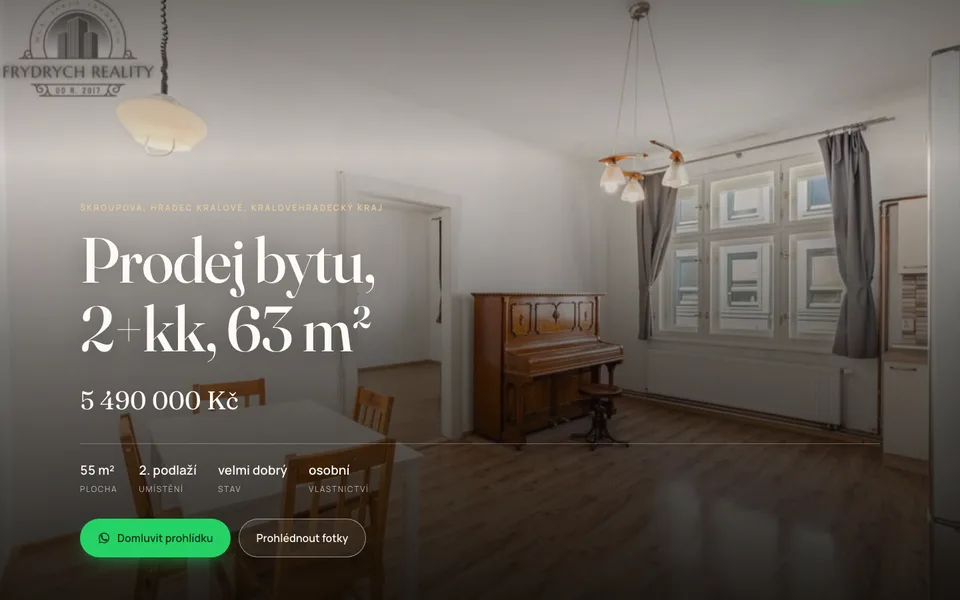 FRYDRYCH REALITY
OD R. 2017
ŠKROUPOVA, HRADEC KRÁLOVÉ, KRÁLOVÉHRADECKÝ KRAJ
Prodej bytu,
2+kk, 63 m²
5 490 000 Kč
55 m² 2. podlaží velmi dobrý osobní
PLOCHA UMÍSTĚNÍ STAV VLASTNICTVÍ
Domluvit prohlídku Prohlédnout fotky